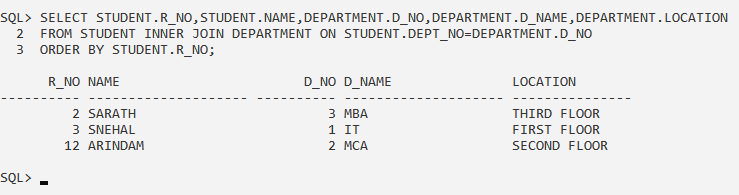 SQL> SELECT STUDENT.R_NO,STUDENT.NAME,DEPARTMENT.D_NO,DEPARTMENT.D_NAME,DEPARTMENT.LOCATION
  2  FROM STUDENT INNER JOIN DEPARTMENT ON STUDENT.DEPT_NO=DEPARTMENT.D_NO
  3  ORDER BY STUDENT.R_NO;
      R_NO NAME                       D_NO D_NAME               LOCATION
---------- -------------------- ---------- -------------------- ---------------
         2 SARATH                        3 MBA                  THIRD FLOOR
         3 SNEHAL                        1 IT                   FIRST FLOOR
        12 ARINDAM                       2 MCA                  SECOND FLOOR
SQL>